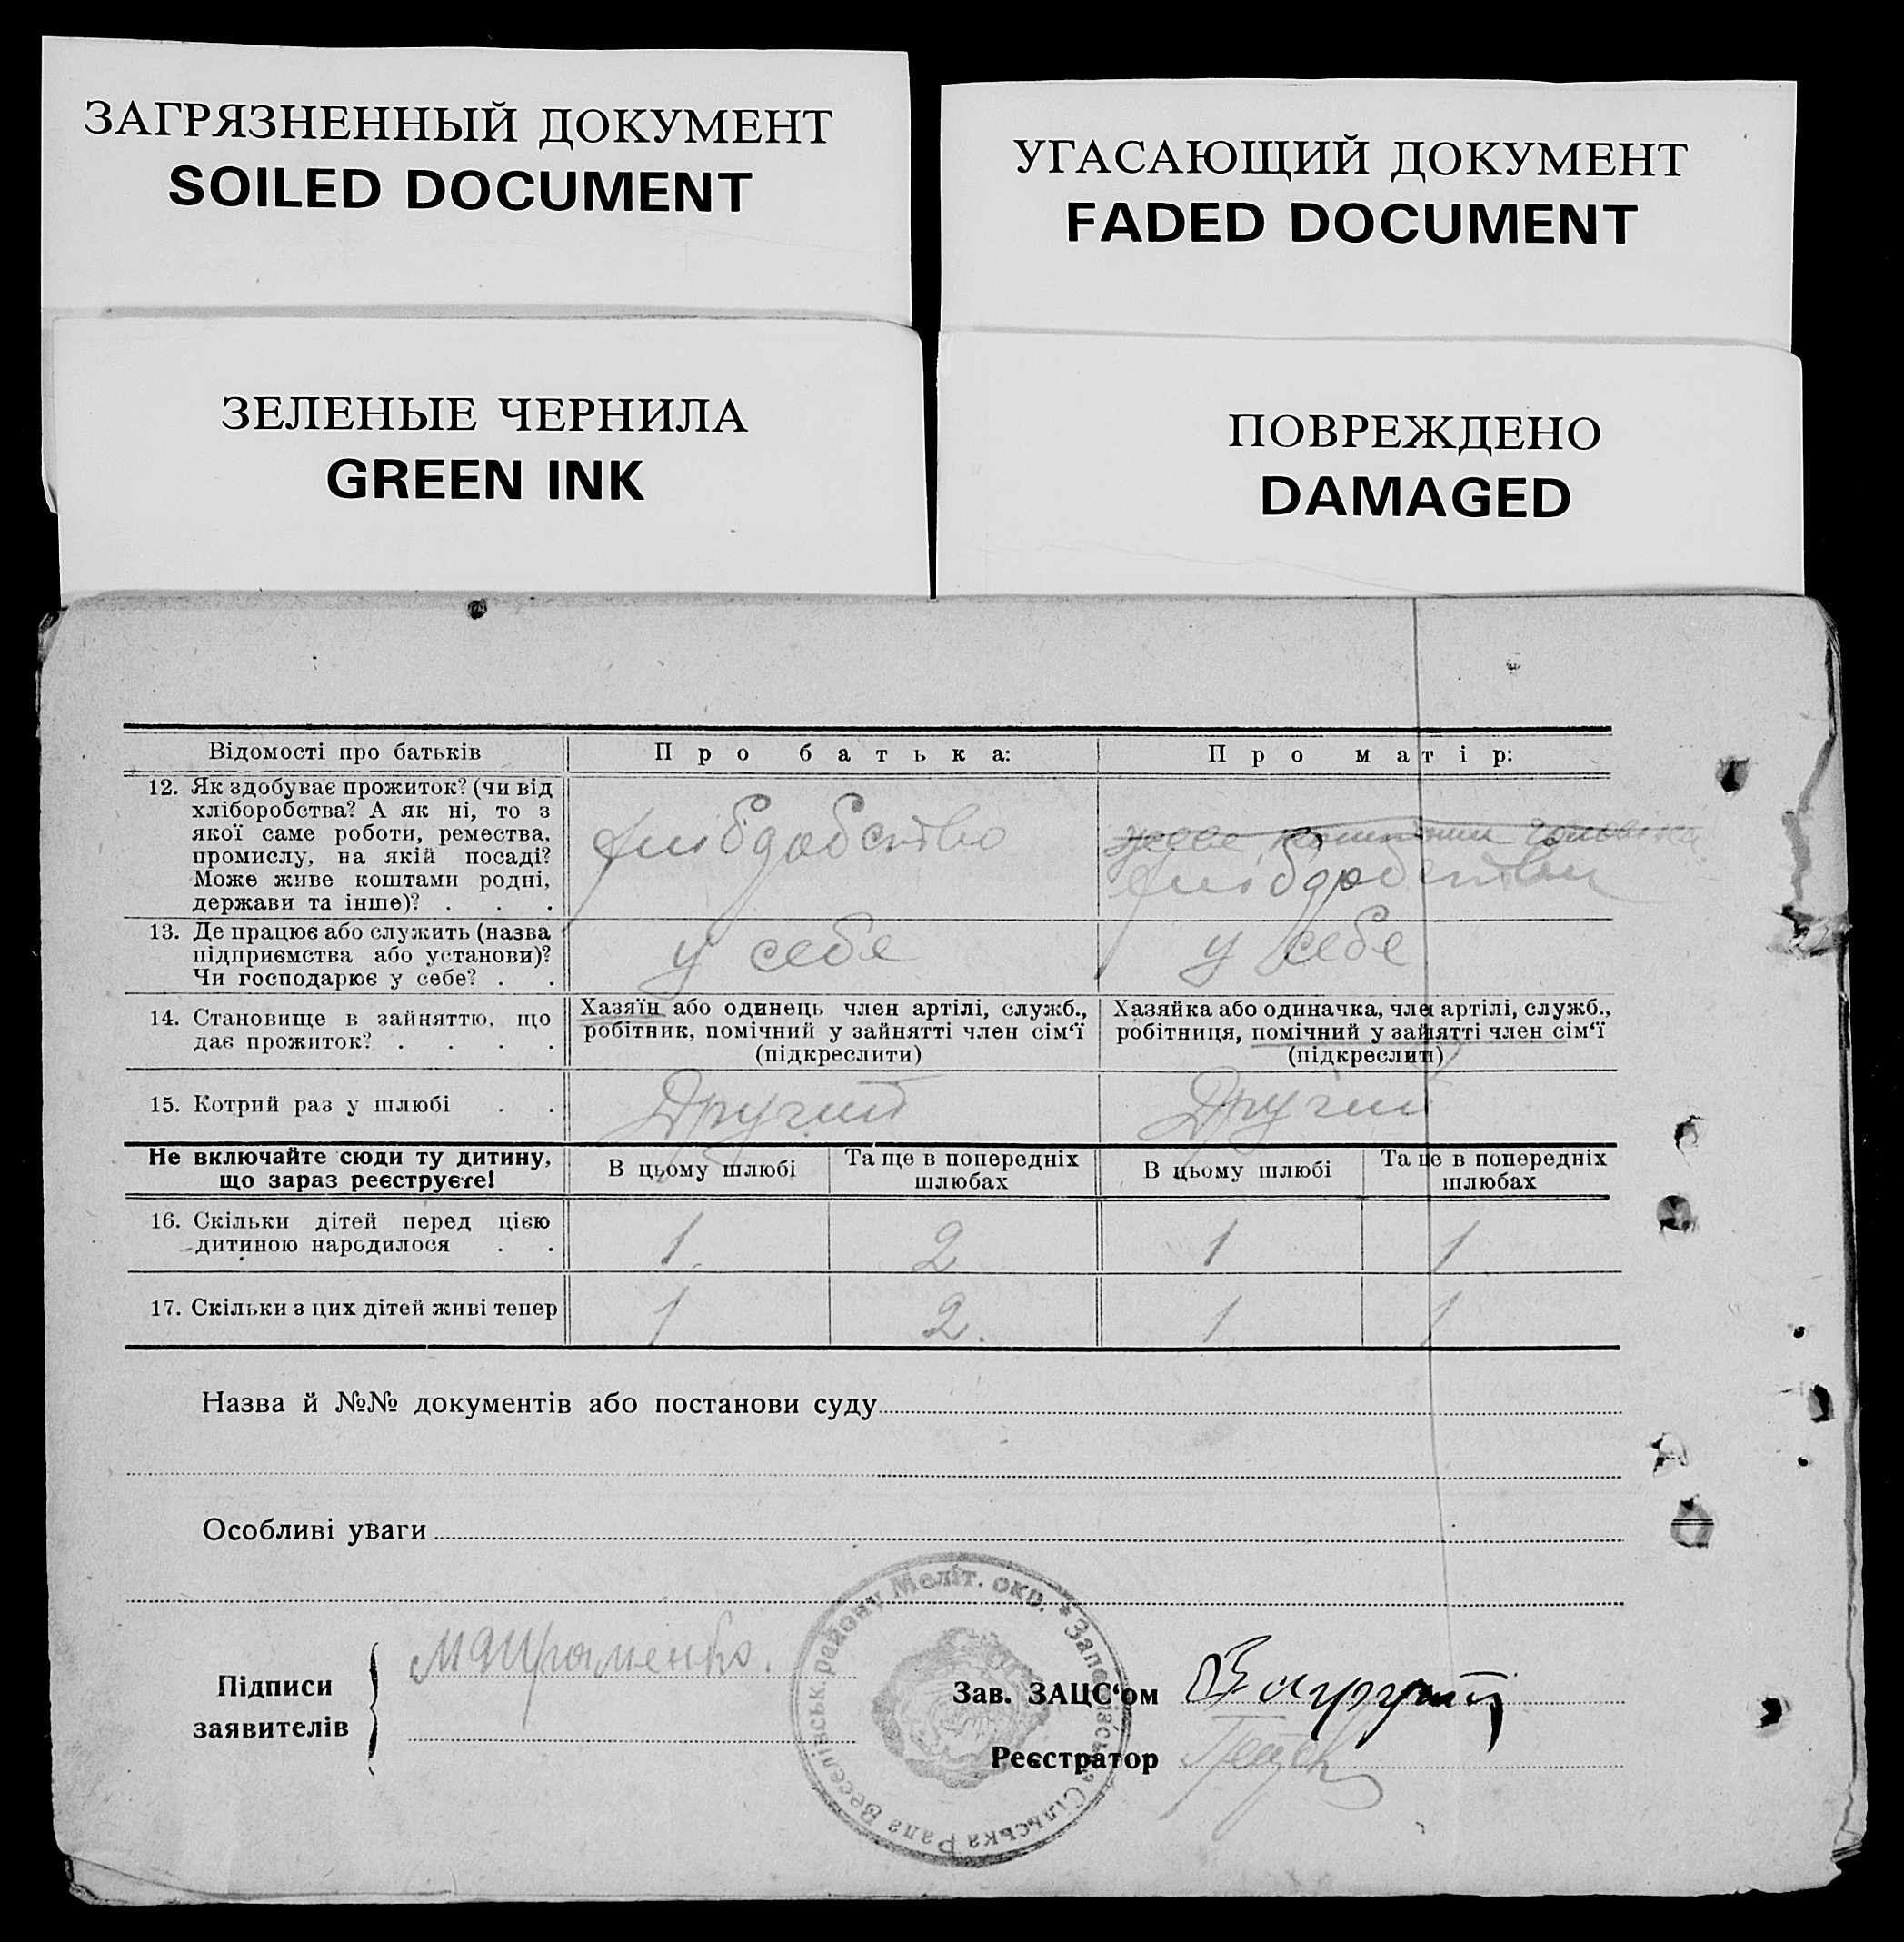 ЗАГРЯЗНЕННЫЙ ДОКУМЕНТ
SOILED DOCUMENT
УГАСАЮЩИЙ ДОКУМЕНТ
FADED DOCUMENT
ЗЕЛЕНЫЕ ЧЕРНИЛА
GREEN INK
ПОВРЕЖДЕНО
DAMAGED
Відомості про батьків
Про батька:
Про матір:
12. Як здобуває прожиток? (чи від
хліборобства? А як ні, то з
якої саме роботи, ремества,
промислу, на якій посаді?
Може живе коштами родні,
держави та інше)? . . .
13. Де працює або служить (назва
підприємства або установи)?
Чи господарює у себе? . .
у себе
у себе
14. Становище в зайняттю, що
дає прожиток? . . . .
Хазяїн або одинець член артілі, служб.,
робітник, помічний у зайнятті член сім‘ї
(підкреслити)
Хазяйка або одиначка, член артілі, служб.,
робітниця, помічний у зайнятті член сім‘ї
(підкреслити)
15. Котрий раз у шлюбі . .
Другий
Другий
Не включайте сюди ту дитину,
що зараз реєструєте!
В цьому шлюбі
Та ще в попередніх
шлюбах
В цьому шлюбі
Та ще в попередніх
шлюбах
16. Скільки дітей перед цією
дитиною народилося . .
1 2 1 1
17. Скільки з цих дітей живі тепер
1 2. 1 1
Назва й №№ документів або постанови суду
Особливі уваги
Підписи
заявителів
Зав. ЗАЦС‘ом
Реєстратор
Сільська Рада Веселівськ. району Меліт. окр.